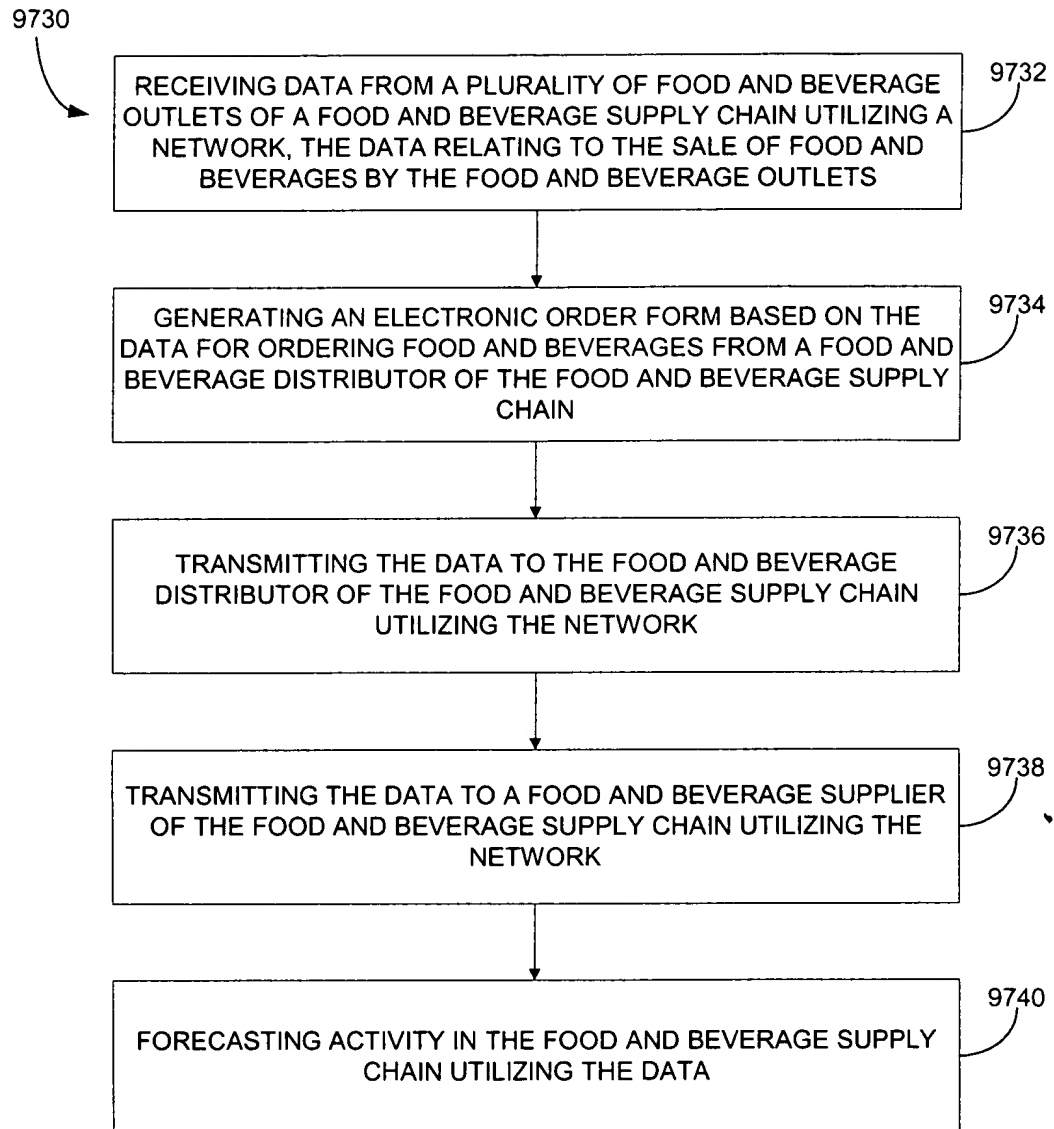 9730
9732
RECEIVING DATA FROM A PLURALITY OF FOOD AND BEVERAGE
OUTLETS OF A FOOD AND BEVERAGE SUPPLY CHAIN UTILIZING A
NETWORK, THE DATA RELATING TO THE SALE OF FOOD AND
BEVERAGES BY THE FOOD AND BEVERAGE OUTLETS
9734
GENERATING AN ELECTRONIC ORDER FORM BASED ON THE
DATA FOR ORDERING FOOD AND BEVERAGES FROM A FOOD AND
BEVERAGE DISTRIBUTOR OF THE FOOD AND BEVERAGE SUPPLY
CHAIN
9736
TRANSMITTING THE DATA TO THE FOOD AND BEVERAGE
DISTRIBUTOR OF THE FOOD AND BEVERAGE SUPPLY CHAIN
UTILIZING THE NETWORK
9738
TRANSMITTING THE DATA TO A FOOD AND BEVERAGE SUPPLIER
OF THE FOOD AND BEVERAGE SUPPLY CHAIN UTILIZING THE
NETWORK
9740
FORECASTING ACTIVITY IN THE FOOD AND BEVERAGE SUPPLY
CHAIN UTILIZING THE DATA